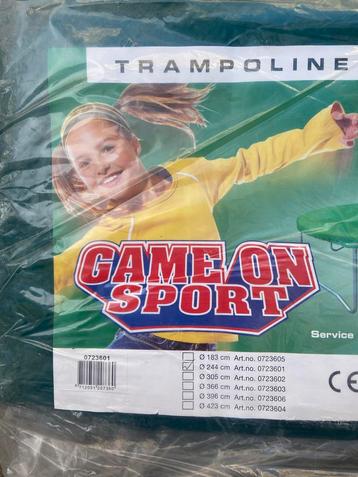 TRAMPOLINE
GAME ON
SPORT
Service
0723601
Ø 183 cm Art.no. 0723605
Ø 244 cm Art.no. 0723601
Ø 305 cm Art.no. 0723602
Ø 366 cm Art.no. 0723603
Ø 396 cm Art.no. 0723606
Ø 423 cm Art.no. 0723604
CE